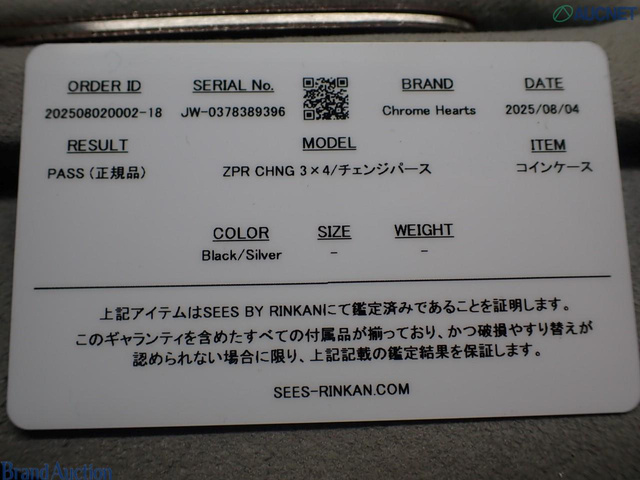 AUCNET
ORDER ID
SERIAL No.
BRAND
DATE
202508020002-18
JW-0378389396
Chrome Hearts
2025/08/04
RESULT
MODEL
ITEM
PASS (正規品)
ZPR CHNG 3×4/チェンジパース
コインケース
COLOR
SIZE
WEIGHT
Black/Silver
-
-
上記アイテムはSEES BY RINKANにて鑑定済みであることを証明します。
このギャランティを含めたすべての付属品が揃っており、かつ破損やすり替えが
認められない場合に限り、上記記載の鑑定結果を保証します。
SEES-RINKAN.COM
Brand Auction